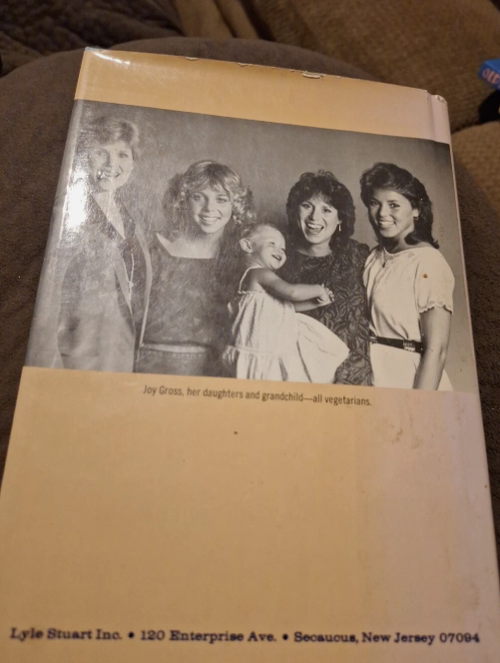 Joy Gross, her daughters and grandchild—all vegetarians.
Lyle Stuart Inc. • 120 Enterprise Ave. • Secaucus, New Jersey 07094